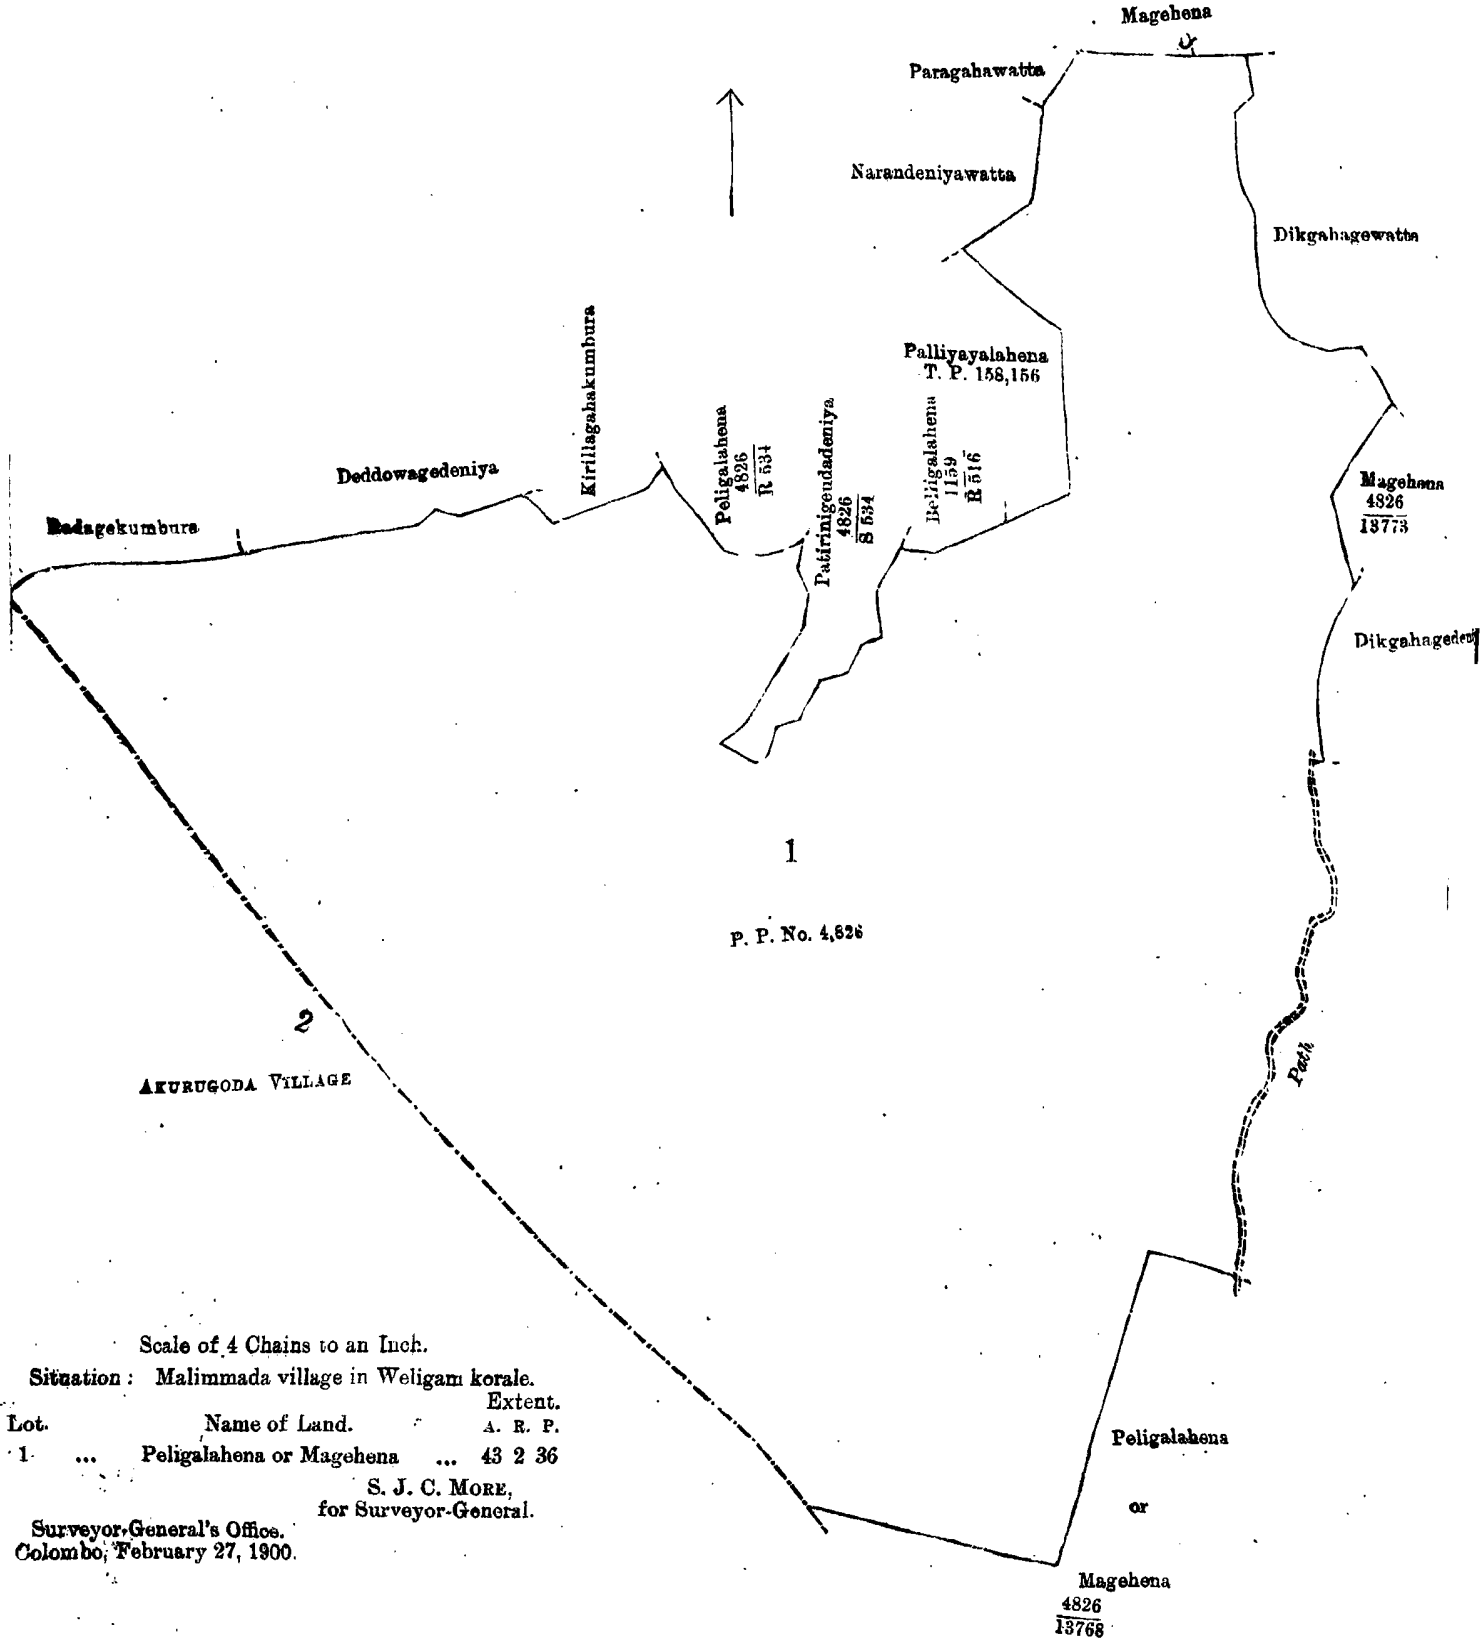 Magehena
Paragahawatta
Narandeniyawatta
Dikgahagewatta
Palliyayalahena
T. P. 158,156
Kirillagahakumbura
Peligalahena
4826
R 534
Patirinigeudadeniya
4826
S 534
Belligalahena
1159
R 516
Deddowagedeniya
Badagekumbura
Magehena
4826
13773
Dikgahagedeni
1
P. P. No. 4,826
2
AKURUGODA VILLAGE
Path
Scale of 4 Chains to an Inch.
Situation : Malimmada village in Weligam korale.
Extent.
Lot. Name of Land. A. R. P.
1 ... Peligalahena or Magehena ... 43 2 36
S. J. C. MORE,
for Surveyor-General.
Surveyor-General's Office.
Colombo, February 27, 1900.
Peligalahena
or
Magehena
4826
13768